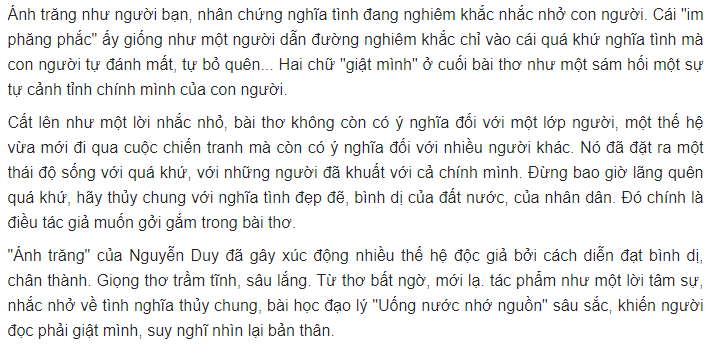 Ánh trăng như người bạn, nhân chứng nghĩa tình đang nghiêm khắc nhắc nhở con người. Cái "im
phăng phắc" ấy giống như một người dẫn đường nghiêm khắc chỉ vào cái quá khứ nghĩa tình mà
con người tự đánh mất, tự bỏ quên... Hai chữ "giật mình" ở cuối bài thơ như một sám hối một sự
tự cảnh tỉnh chính mình của con người.
Cất lên như một lời nhắc nhỏ, bài thơ không còn có ý nghĩa đối với một lớp người, một thế hệ
vừa mới đi qua cuộc chiến tranh mà còn có ý nghĩa đối với nhiều người khác. Nó đã đặt ra một
thái độ sống với quá khứ, với những người đã khuất với cả chính mình. Đừng bao giờ lãng quên
quá khứ, hãy thủy chung với nghĩa tình đẹp đẽ, bình dị của đất nước, của nhân dân. Đó chính là
điều tác giả muốn gởi gắm trong bài thơ.
"Ánh trăng" của Nguyễn Duy đã gây xúc động nhiều thế hệ độc giả bởi cách diễn đạt bình dị,
chân thành. Giọng thơ trầm tĩnh, sâu lắng. Từ thơ bất ngờ, mới lạ. tác phẩm như một lời tâm sự,
nhắc nhở về tình nghĩa thủy chung, bài học đạo lý "Uống nước nhớ nguồn" sâu sắc, khiến người
đọc phải giật mình, suy nghĩ nhìn lại bản thân.